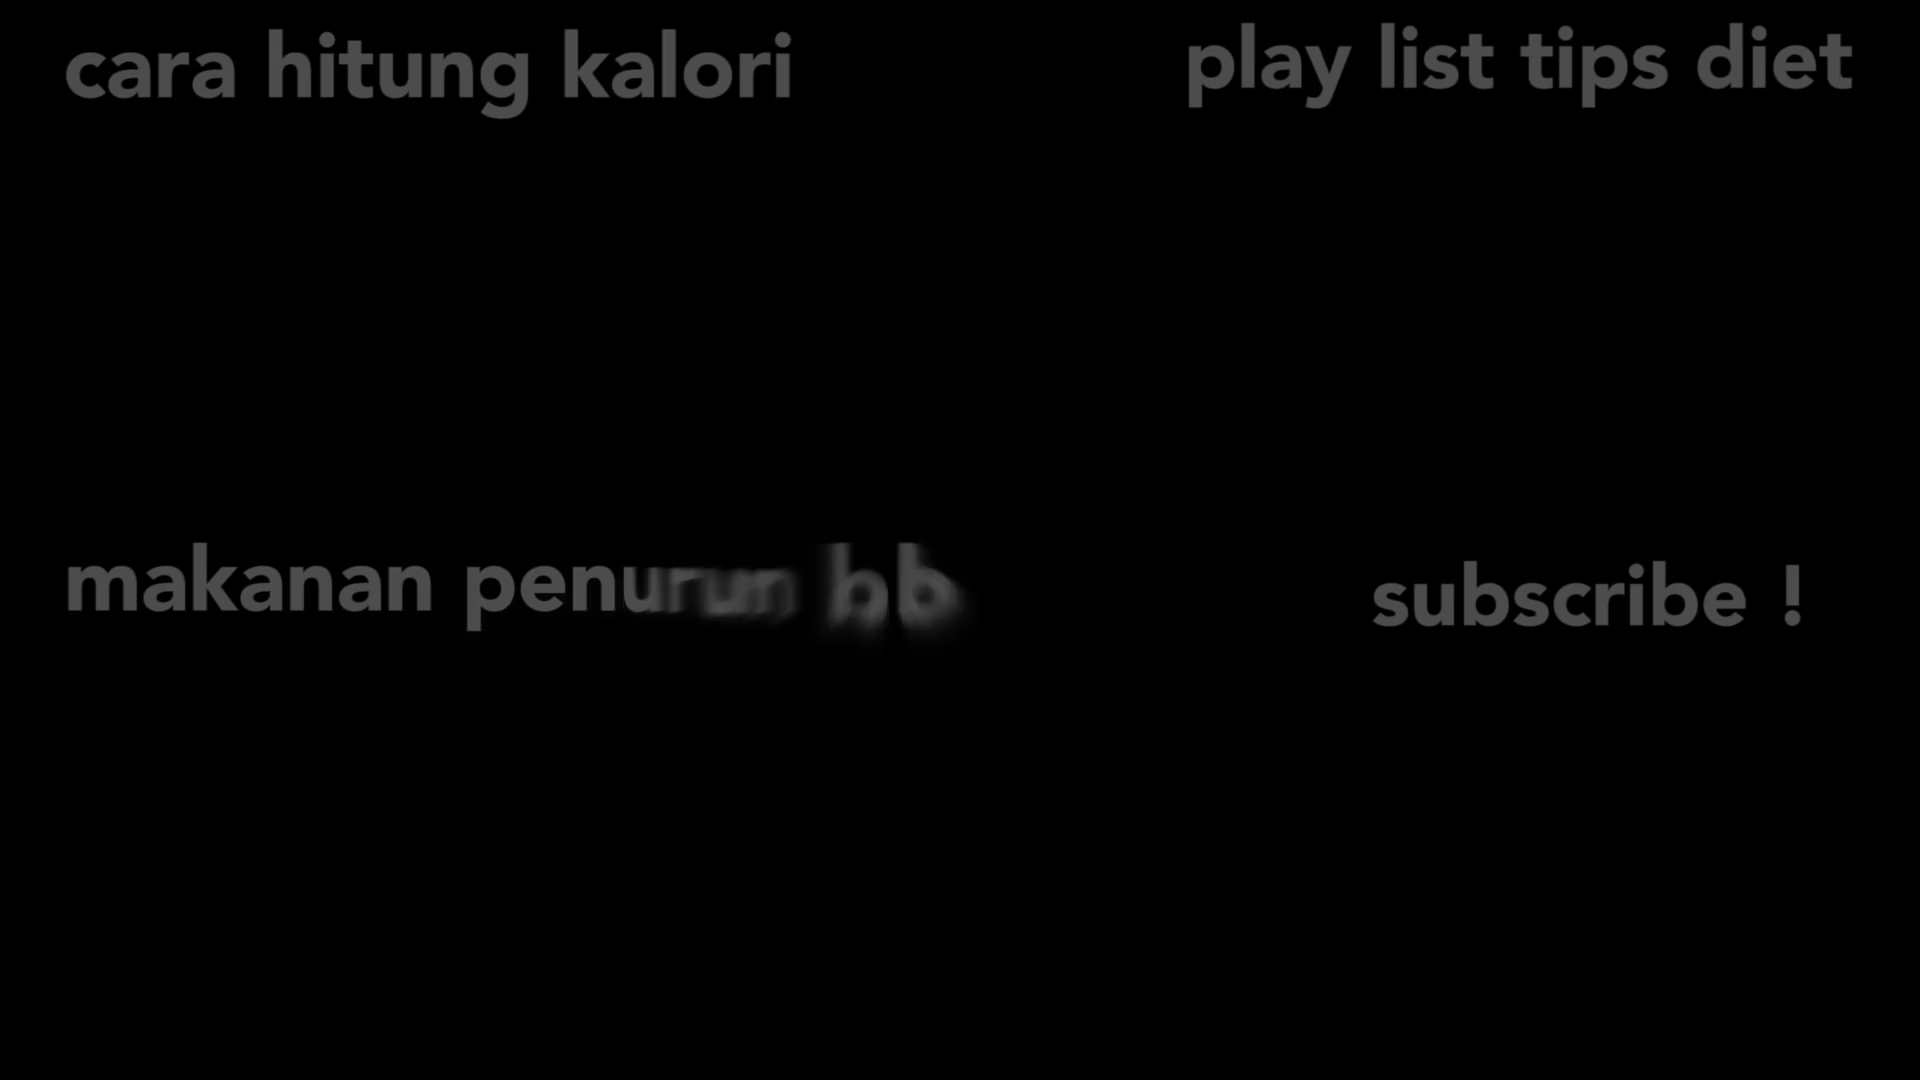 cara hitung kalori
play list tips diet
makanan penurun bb
subscribe !